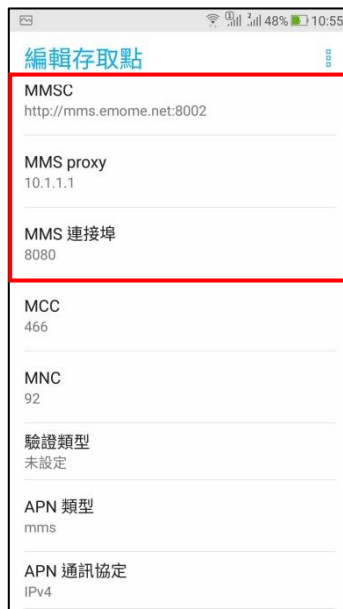 48% 10:55
編輯存取點
MMSC
http://mms.emome.net:8002
MMS proxy
10.1.1.1
MMS 連接埠
8080
MCC
466
MNC
92
驗證類型
未設定
APN 類型
mms
APN 通訊協定
IPv4